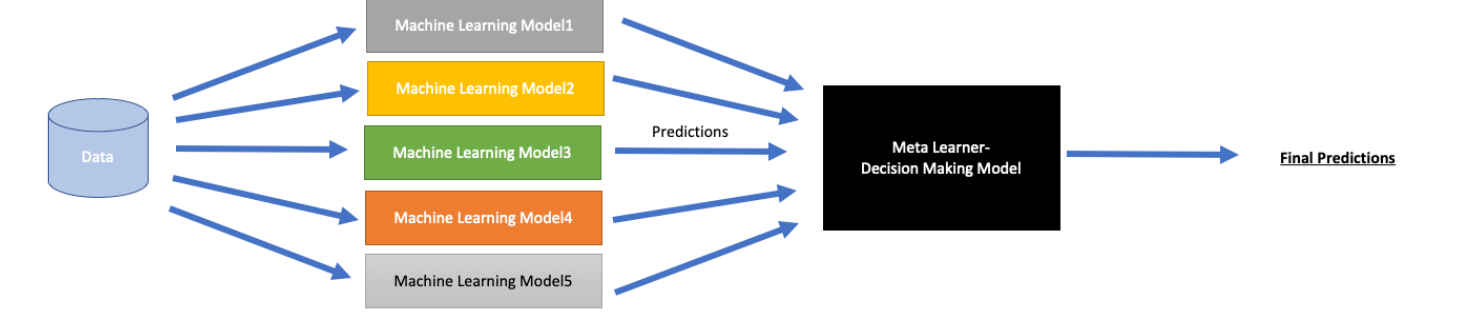 Data
Machine Learning Model1
Machine Learning Model2
Machine Learning Model3
Machine Learning Model4
Machine Learning Model5
Predictions
Meta Learner-
Decision Making Model
Final Predictions